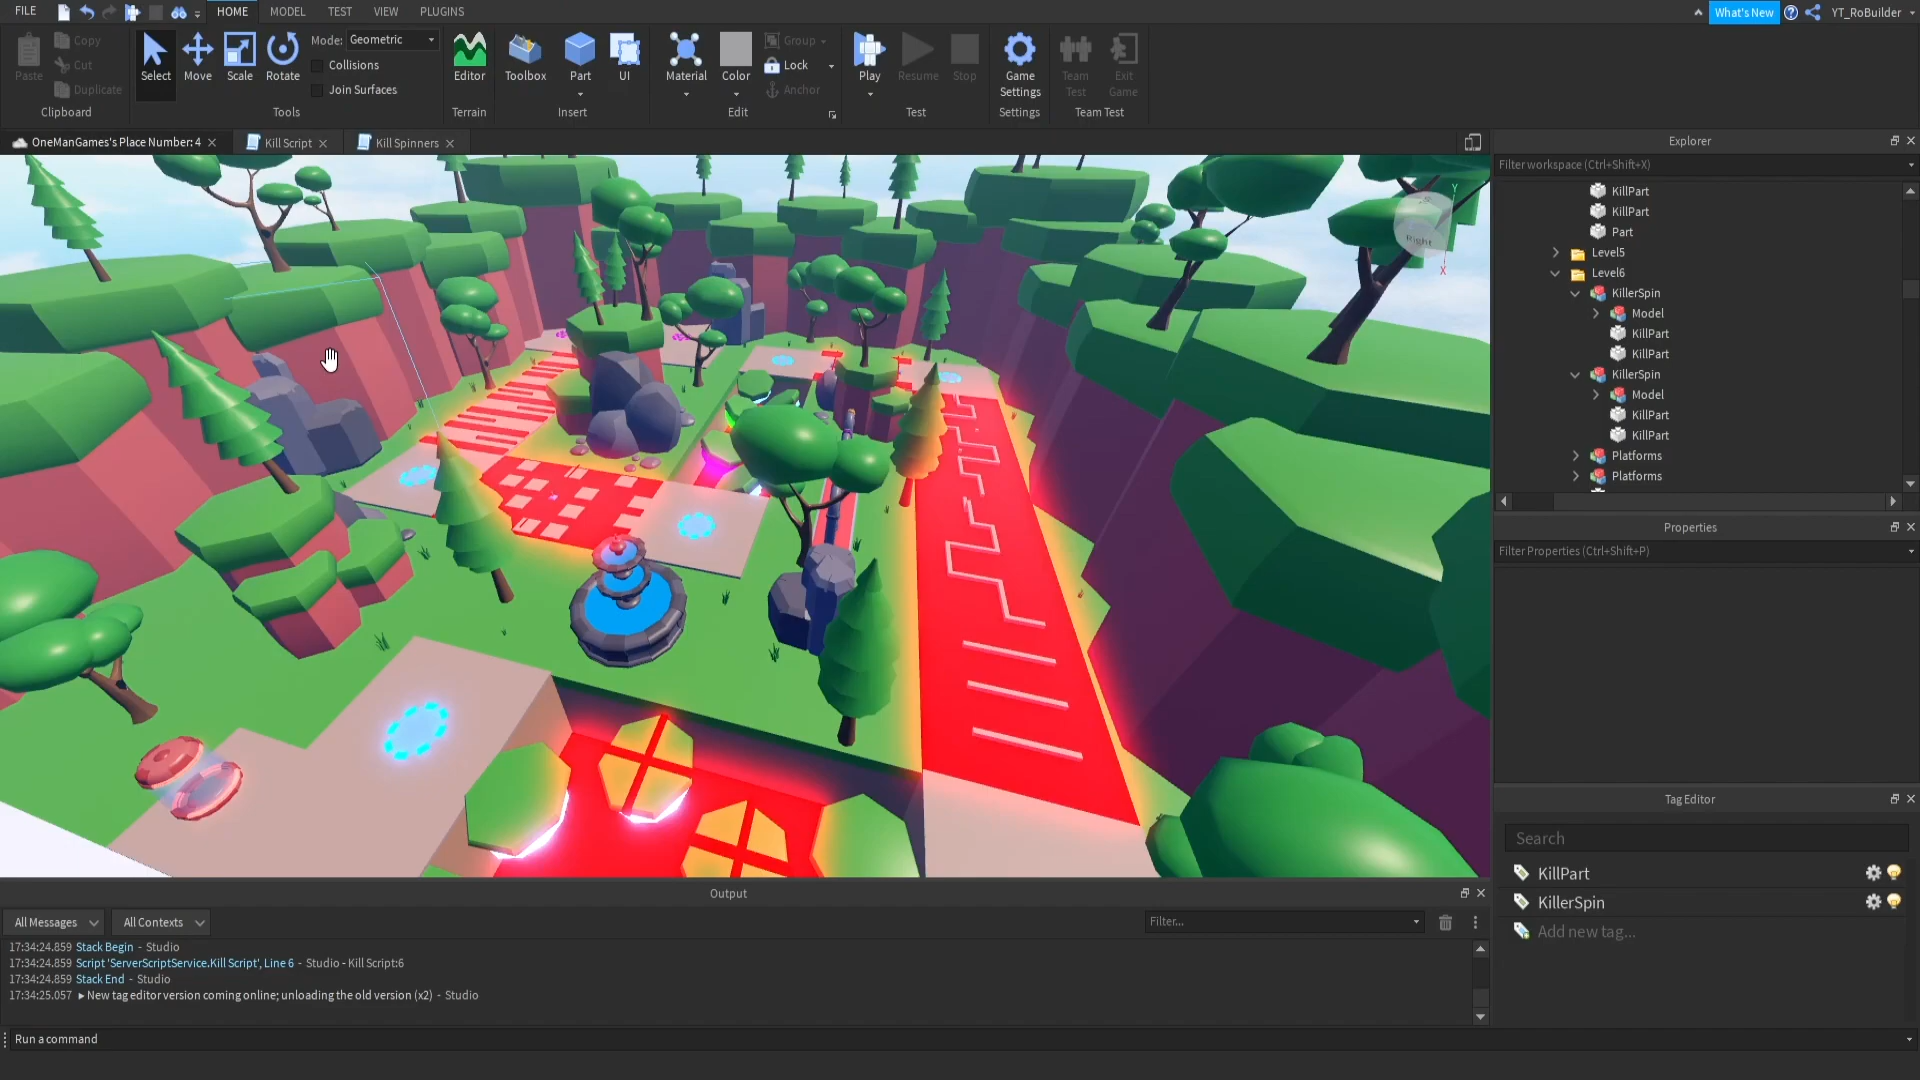 FILE
HOME
MODEL
TEST
VIEW
PLUGINS
What's New
YT_RoBuilder
Paste
Copy
Cut
Duplicate
Clipboard
Select
Move
Scale
Rotate
Mode: Geometric
Collisions
Join Surfaces
Tools
Editor
Terrain
Toolbox
Part
UI
Insert
Material
Color
Group
Lock
Anchor
Edit
Play
Resume
Stop
Test
Game Settings
Settings
Team Test
Exit Game
Team Test
OneManGames's Place Number: 4
Kill Script
Kill Spinners
Y
Right
X
Explorer
Filter workspace (Ctrl+Shift+X)
KillPart
KillPart
Part
Level5
Level6
KillerSpin
Model
KillPart
KillPart
KillerSpin
Model
KillPart
KillPart
Platforms
Platforms
Properties
Filter Properties (Ctrl+Shift+P)
Tag Editor
Search
KillPart
KillerSpin
Add new tag...
Output
All Messages
All Contexts
Filter...
17:34:24.859 Stack Begin - Studio
17:34:24.859 Script 'ServerScriptService.Kill Script', Line 6 - Studio - Kill Script:6
17:34:24.859 Stack End - Studio
17:34:25.057 ▶ New tag editor version coming online; unloading the old version (x2) - Studio
Run a command